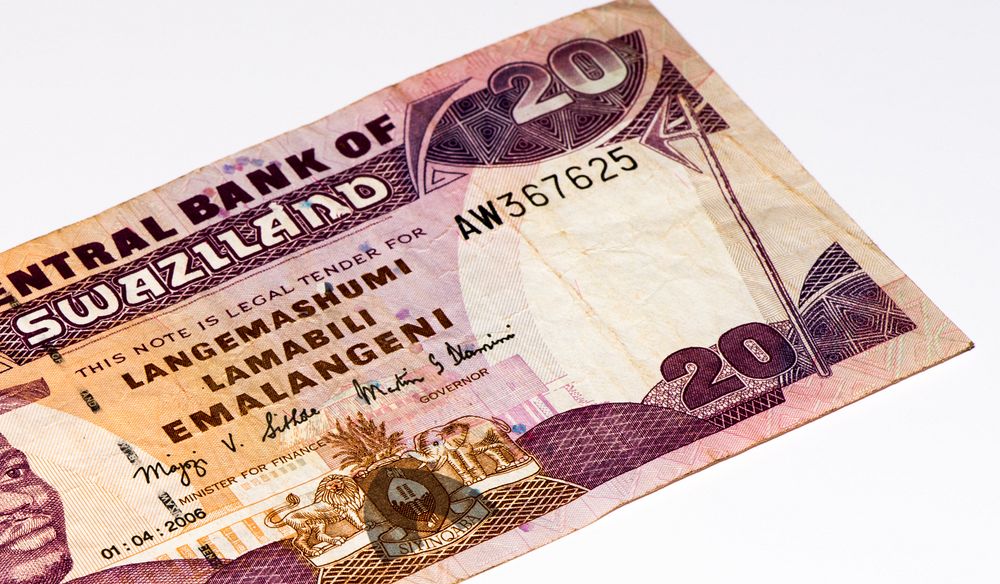 ENTRAL BANK OF
SWAZILAND
THIS NOTE IS LEGAL TENDER FOR
LANGEMASHUMI
LAMABILI
EMALANGENI
20
AW367625
Majozi V. Sithole
Martin G Dlamini
MINISTER FOR FINANCE
GOVERNOR
01:04:2006
SIYINQABA
20